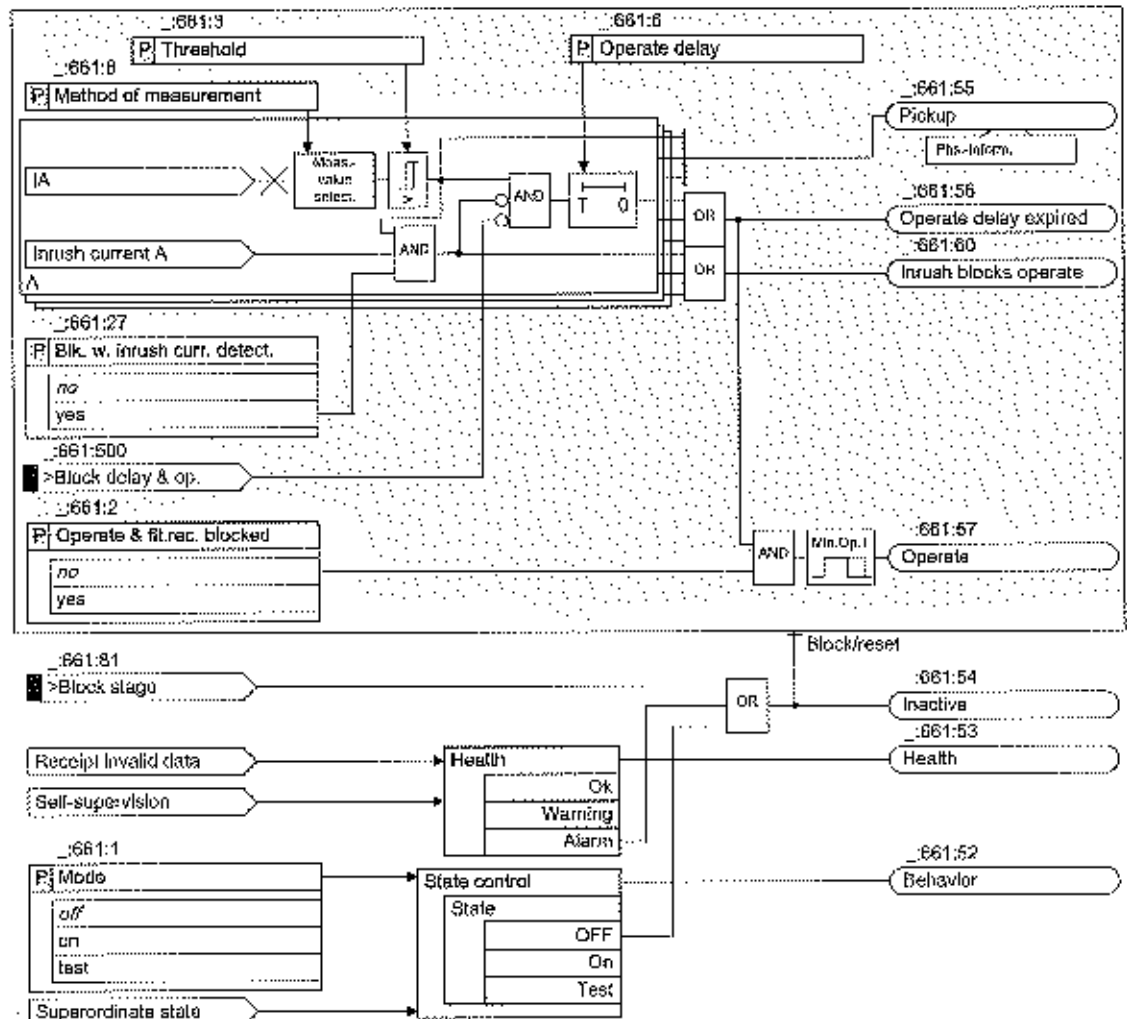 _:661:3
P Threshold
_:661:6
P Operate delay
_:661:8
P Method of measurement
_:661:55
Pickup
Phs-Inform.
IA
Meas.-
value
select.
AND
T 0
OR
_:661:56
Operate delay expired
Inrush current A
AND
OR
_:661:60
Inrush blocks operate
A
_:661:27
P Blk. w. inrush curr. detect.
no
yes
_:661:500
>Block delay & op.
_:661:2
P Operate & flt.rec. blocked
no
yes
AND
Min.Op.T
_:661:57
Operate
Block/reset
_:661:81
>Block stage
OR
_:661:54
Inactive
_:661:53
Receipt invalid data
Health
Health
Ok
Self-supervision
Warning
Alarm
_:661:1
P Mode
off
on
test
State control
State
OFF
On
Test
_:661:52
Behavior
Superordinate state